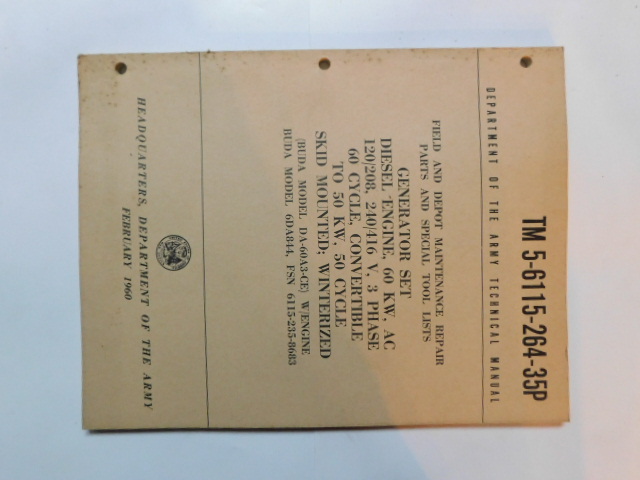 TM 5-6115-264-35P
DEPARTMENT OF THE ARMY TECHNICAL MANUAL
FIELD AND DEPOT MAINTENANCE REPAIR
PARTS AND SPECIAL TOOL LISTS
GENERATOR SET
DIESEL ENGINE, 60 KW, AC
120/208, 240/416 V, 3 PHASE
60 CYCLE, CONVERTIBLE
TO 50 KW, 50 CYCLE
SKID MOUNTED; WINTERIZED
(BUDA MODEL DA-60A3-CE) W/ENGINE
BUDA MODEL 6DA844, FSN 6115-235-8683
HEADQUARTERS, DEPARTMENT OF THE ARMY
FEBRUARY 1960